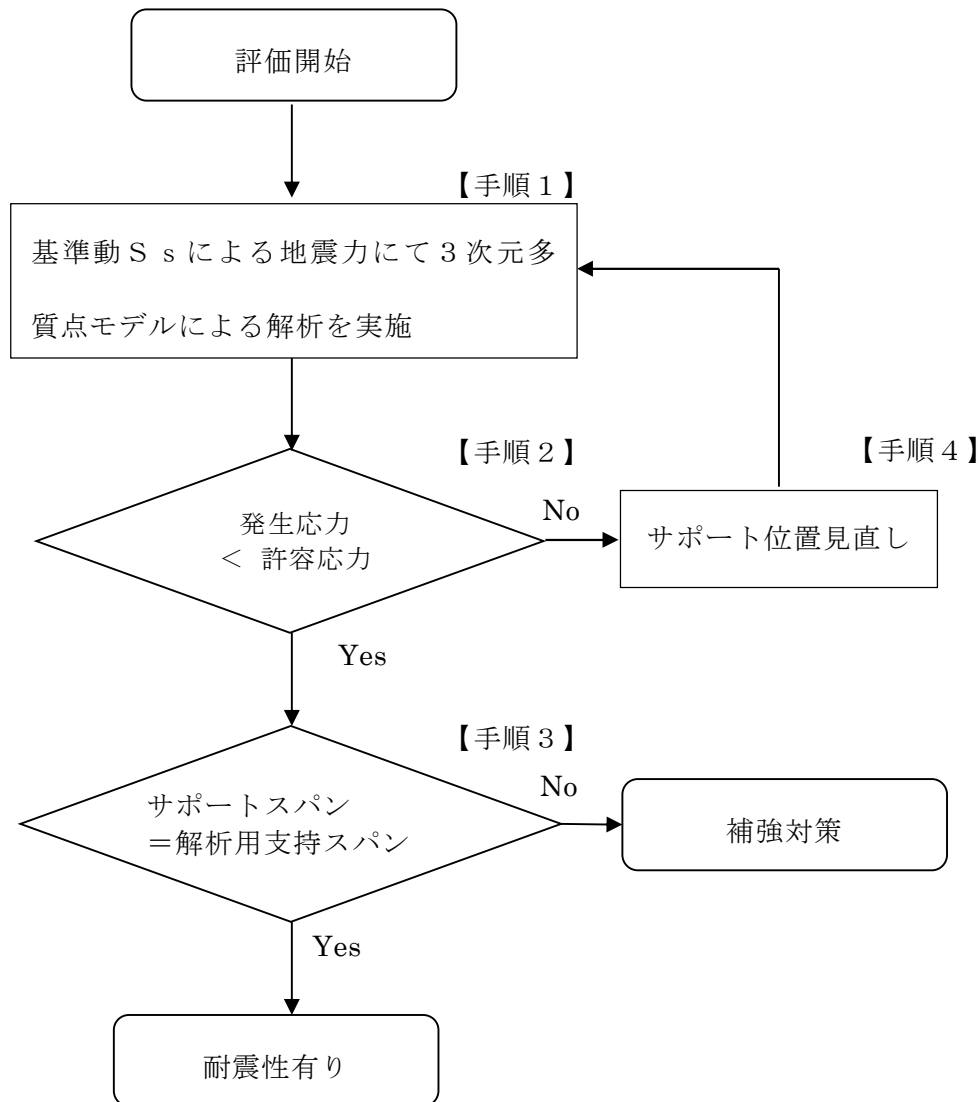 評価開始
【手順１】
基準動Ｓｓによる地震力にて３次元多
質点モデルによる解析を実施
【手順２】
【手順４】
発生応力
< 許容応力
No
サポート位置見直し
Yes
【手順３】
サポートスパン
＝解析用支持スパン
No
補強対策
Yes
耐震性有り